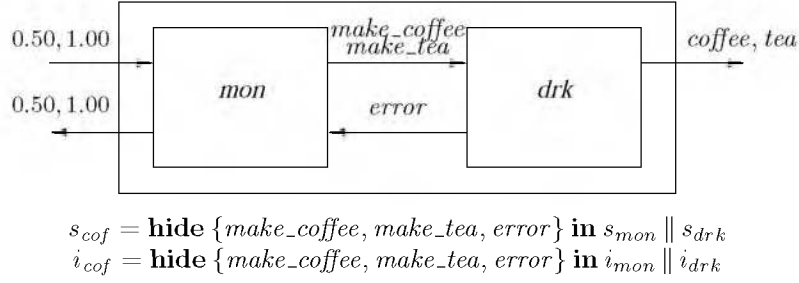 0.50, 1.00
make_coffee
make_tea
coffee, tea
mon
drk
0.50, 1.00
error
s_cof = hide {make_coffee, make_tea, error} in s_mon ‖ s_drk
i_cof = hide {make_coffee, make_tea, error} in i_mon ‖ i_drk